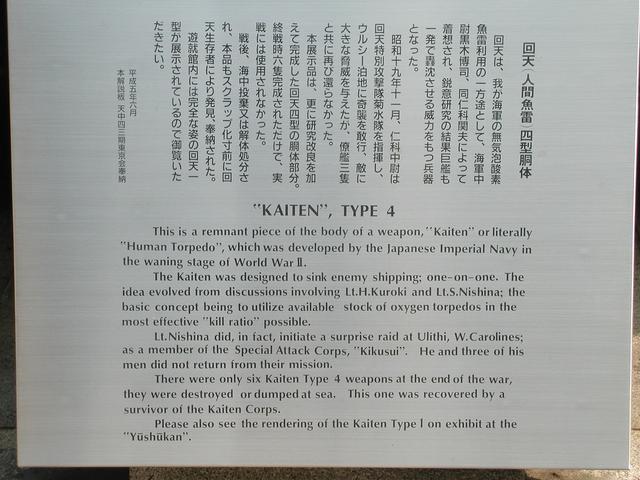 回天(人間魚雷)四型胴体
回天は、我が海軍の無気泡酸素
魚雷利用の一方途として、海軍中
尉黒木博司、同仁科関夫によって
着想され、鋭意研究の結果巨艦も
一発で轟沈させる威力をもつ兵器
となった。
昭和十九年十一月、仁科中尉は
回天特別攻撃隊菊水隊を指揮し、
ウルシー泊地に奇襲を敢行、敵に
大きな脅威を与えたが、僚艦三隻
と共に再び還らなかった。
本展示品は、更に研究改良を加
えて完成した回天四型の胴体部分。
終戦時六隻完成されただけで、実
戦には使用されなかった。
戦後、海中投棄又は解体処分さ
れ、本品もスクラップ化寸前に回
天生存者により発見、奉納された。
遊就館内には完全な姿の回天一
型が展示されているので御覧いた
だきたい。
平成五年六月
本解説板 天中四三期東京会奉納
"KAITEN", TYPE 4
This is a remnant piece of the body of a weapon, "Kaiten" or literally
"Human Torpedo", which was developed by the Japanese Imperial Navy in
the waning stage of World War II.
The Kaiten was designed to sink enemy shipping; one-on-one. The
idea evolved from discussions involving Lt.H.Kuroki and Lt.S.Nishina; the
basic concept being to utilize available stock of oxygen torpedos in the
most effective "kill ratio" possible.
Lt.Nishina did, in fact, initiate a surprise raid at Ulithi, W.Carolines;
as a member of the Special Attack Corps, "Kikusui". He and three of his
men did not return from their mission.
There were only six Kaiten Type 4 weapons at the end of the war,
they were destroyed or dumped at sea. This one was recovered by a
survivor of the Kaiten Corps.
Please also see the rendering of the Kaiten Type I on exhibit at the
"Yūshūkan".